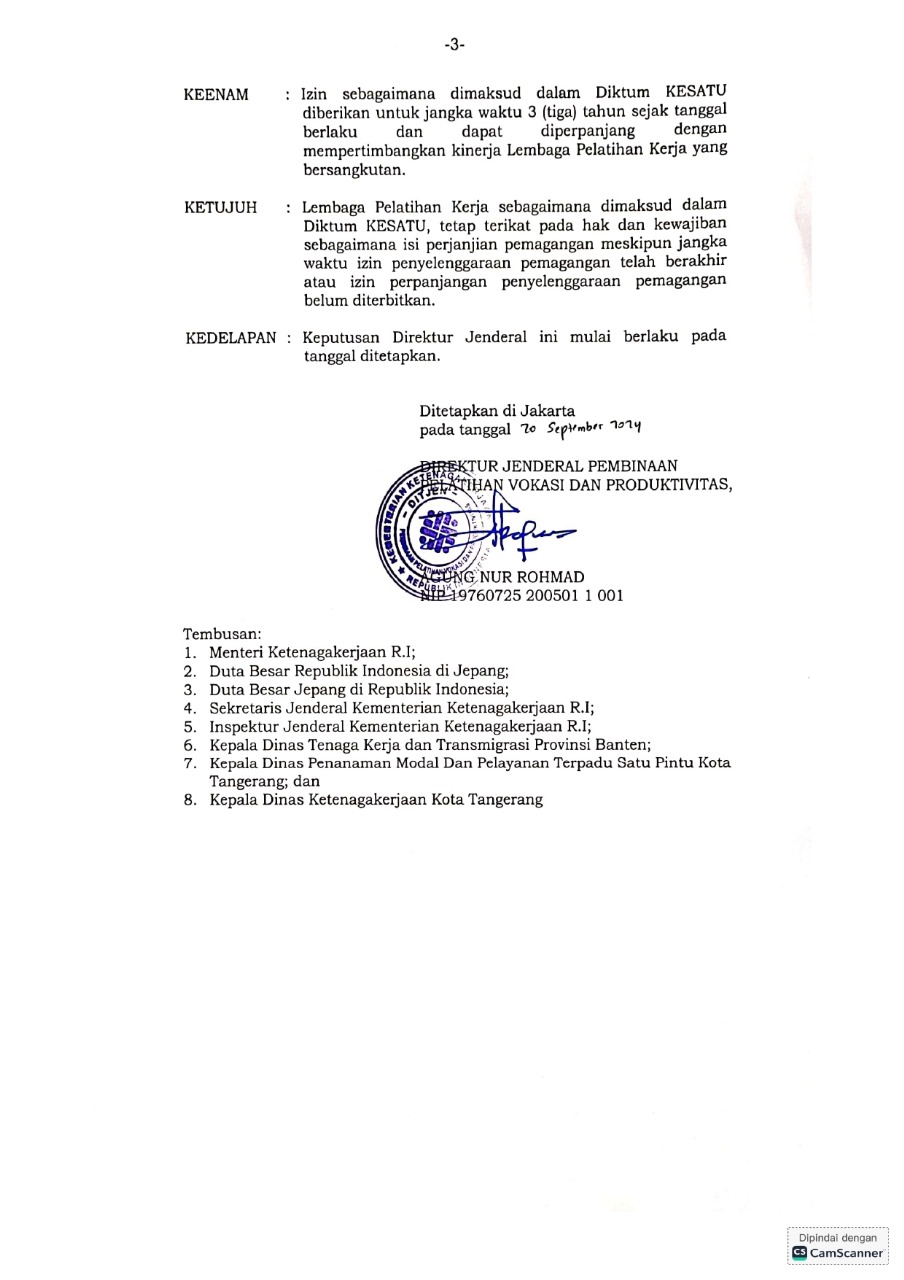 -3-
KEENAM : Izin sebagaimana dimaksud dalam Diktum KESATU
diberikan untuk jangka waktu 3 (tiga) tahun sejak tanggal
berlaku dan dapat diperpanjang dengan
mempertimbangkan kinerja Lembaga Pelatihan Kerja yang
bersangkutan.
KETUJUH : Lembaga Pelatihan Kerja sebagaimana dimaksud dalam
Diktum KESATU, tetap terikat pada hak dan kewajiban
sebagaimana isi perjanjian pemagangan meskipun jangka
waktu izin penyelenggaraan pemagangan telah berakhir
atau izin perpanjangan penyelenggaraan pemagangan
belum diterbitkan.
KEDELAPAN : Keputusan Direktur Jenderal ini mulai berlaku pada
tanggal ditetapkan.
Ditetapkan di Jakarta
pada tanggal 20 September 2024
DIREKTUR JENDERAL PEMBINAAN
PELATIHAN VOKASI DAN PRODUKTIVITAS,
KEMENTERIAN
- DITJEN -
REPUBLIK INDONESIA
AGUNG NUR ROHMAD
NIP 19760725 200501 1 001
Tembusan:
1. Menteri Ketenagakerjaan R.I;
2. Duta Besar Republik Indonesia di Jepang;
3. Duta Besar Jepang di Republik Indonesia;
4. Sekretaris Jenderal Kementerian Ketenagakerjaan R.I;
5. Inspektur Jenderal Kementerian Ketenagakerjaan R.I;
6. Kepala Dinas Tenaga Kerja dan Transmigrasi Provinsi Banten;
7. Kepala Dinas Penanaman Modal Dan Pelayanan Terpadu Satu Pintu Kota
Tangerang; dan
8. Kepala Dinas Ketenagakerjaan Kota Tangerang
Dipindai dengan
CS CamScanner